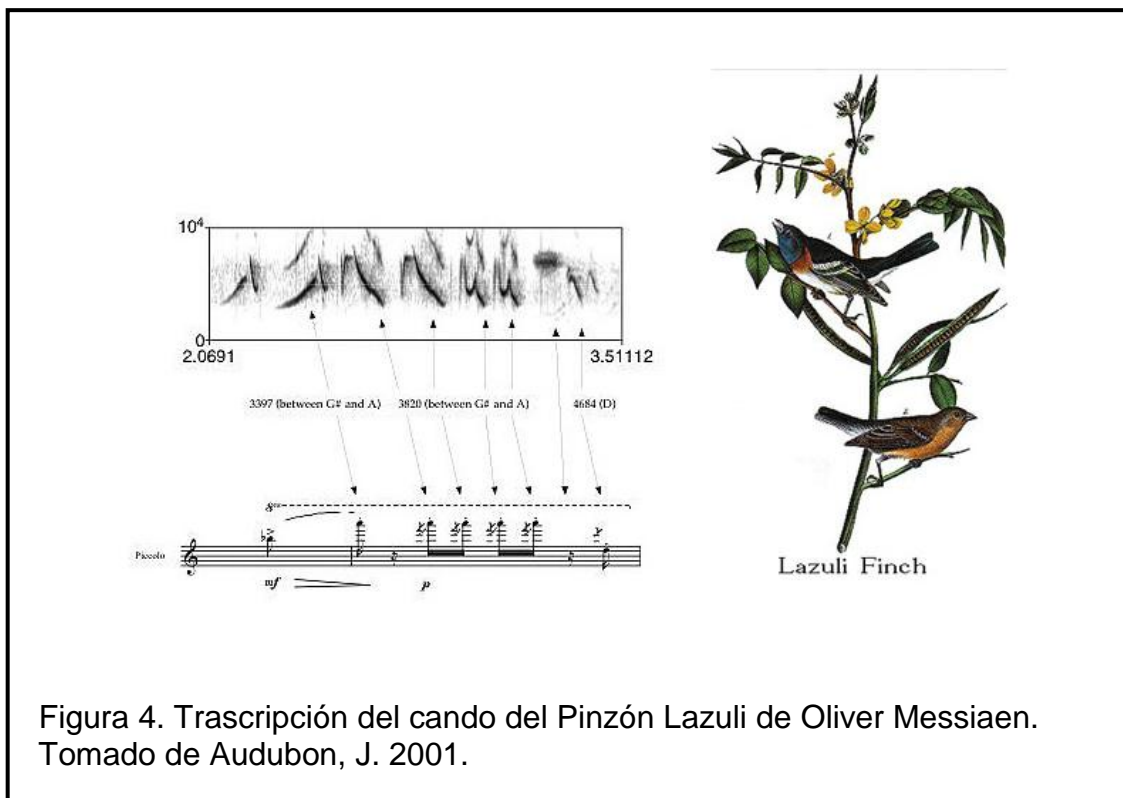 10⁴
0
2.0691 3.51112
3397 (between G# and A) 3820 (between G# and A) 4684 (D)
8va
Piccolo
mf p
Lazuli Finch
Figura 4. Trascripción del cando del Pinzón Lazuli de Oliver Messiaen.
Tomado de Audubon, J. 2001.